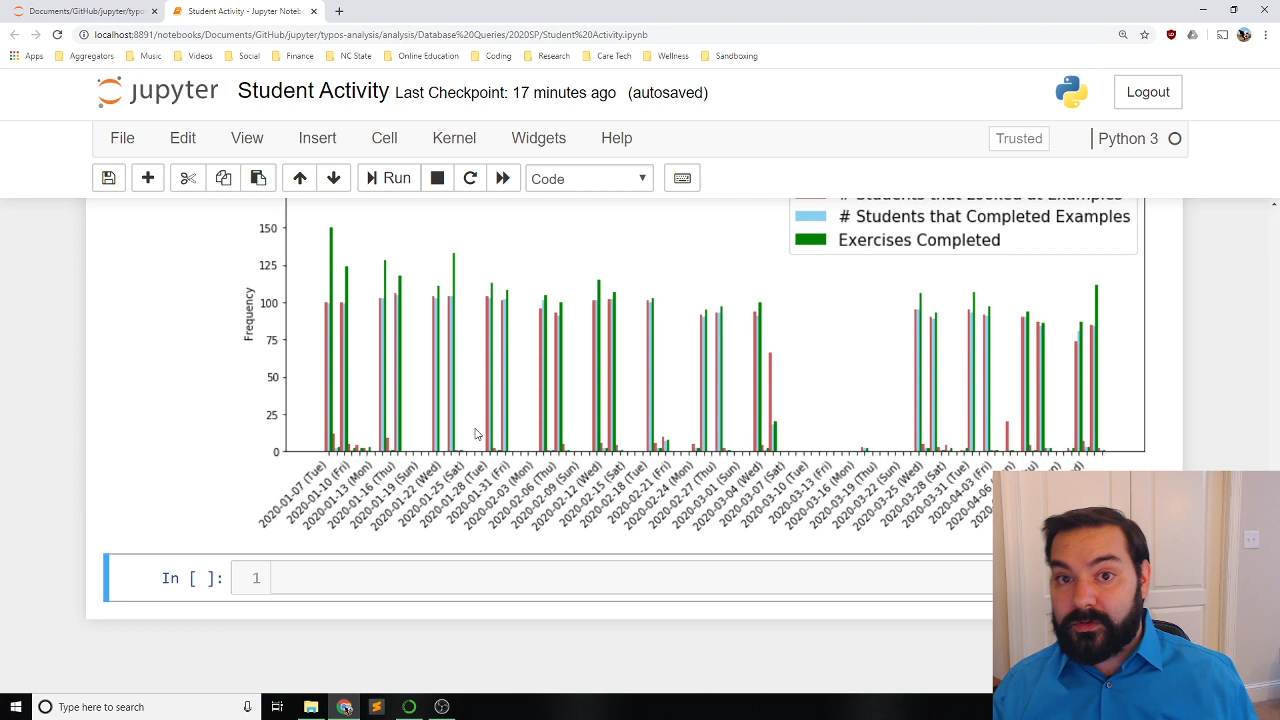 Documents/GitHub/jupyter/typo
Student Activity - Jupyter Noteb
localhost:8891/notebooks/Documents/GitHub/jupyter/typos-analysis/analysis/Database%20Queries/2020SP/Student%20Activity.ipynb
Apps Aggregators Music Videos Social Finance NC State Online Education Coding Research Care Tech Wellness Sandboxing
jupyter Student Activity Last Checkpoint: 17 minutes ago (autosaved) Logout
File Edit View Insert Cell Kernel Widgets Help Trusted Python 3
Run Code
# Students that Looked at Examples
# Students that Completed Examples
Exercises Completed
150
125
100
75
50
25
0
Frequency
2020-01-07 (Tue)
2020-01-10 (Fri)
2020-01-13 (Mon)
2020-01-16 (Thu)
2020-01-19 (Sun)
2020-01-22 (Wed)
2020-01-25 (Sat)
2020-01-28 (Tue)
2020-01-31 (Fri)
2020-02-03 (Mon)
2020-02-06 (Thu)
2020-02-09 (Sun)
2020-02-12 (Wed)
2020-02-15 (Sat)
2020-02-18 (Tue)
2020-02-21 (Fri)
2020-02-24 (Mon)
2020-02-27 (Thu)
2020-03-01 (Sun)
2020-03-04 (Wed)
2020-03-07 (Sat)
2020-03-10 (Tue)
2020-03-13 (Fri)
2020-03-16 (Mon)
2020-03-19 (Thu)
2020-03-22 (Sun)
2020-03-25 (Wed)
2020-03-28 (Sat)
2020-03-31 (Tue)
2020-04-03 (Fri)
2020-04-06
In [ ]: 1
Type here to search